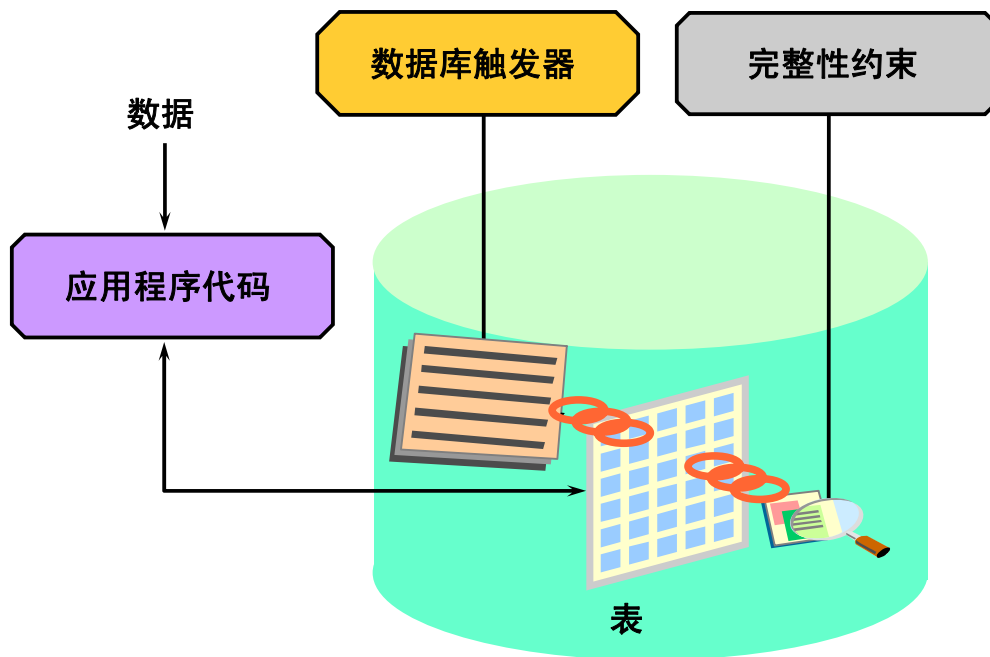 数据库触发器
完整性约束
数据
应用程序代码
表